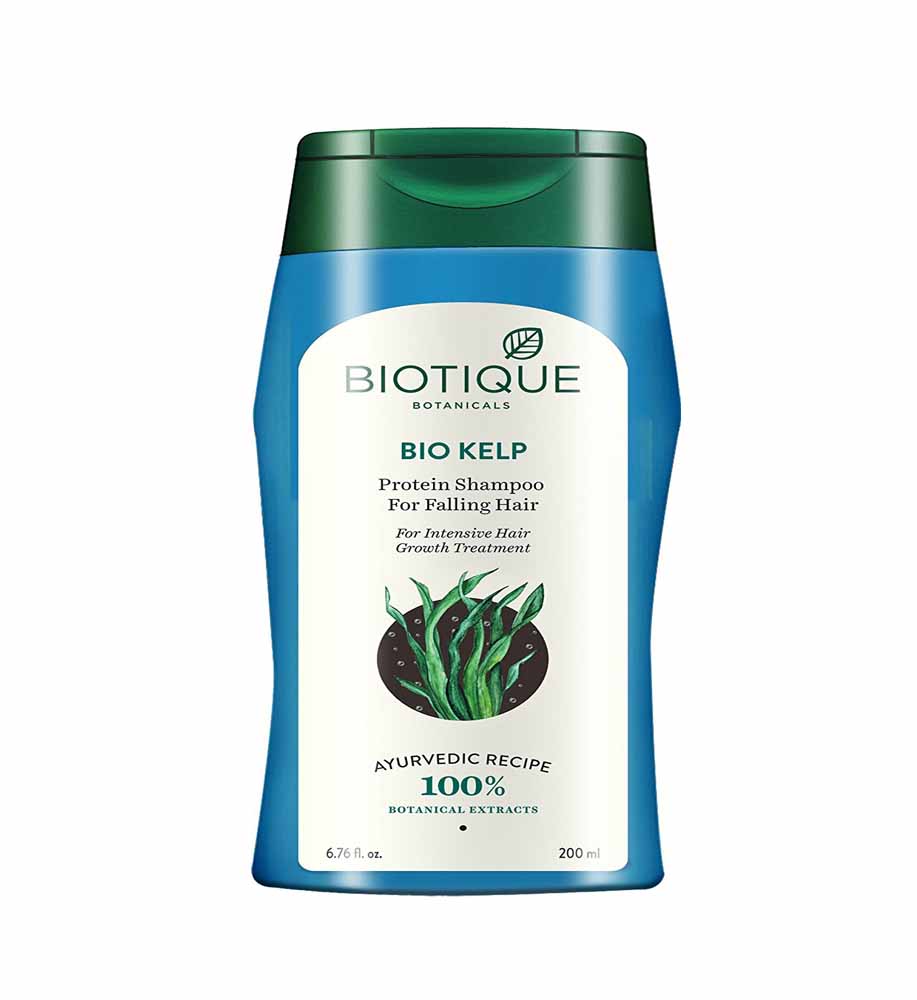 BIOTIQUE
BOTANICALS
BIO KELP
Protein Shampoo
For Falling Hair
For Intensive Hair
Growth Treatment
AYURVEDIC RECIPE
100%
BOTANICAL EXTRACTS
6.76 fl. oz. 200 ml